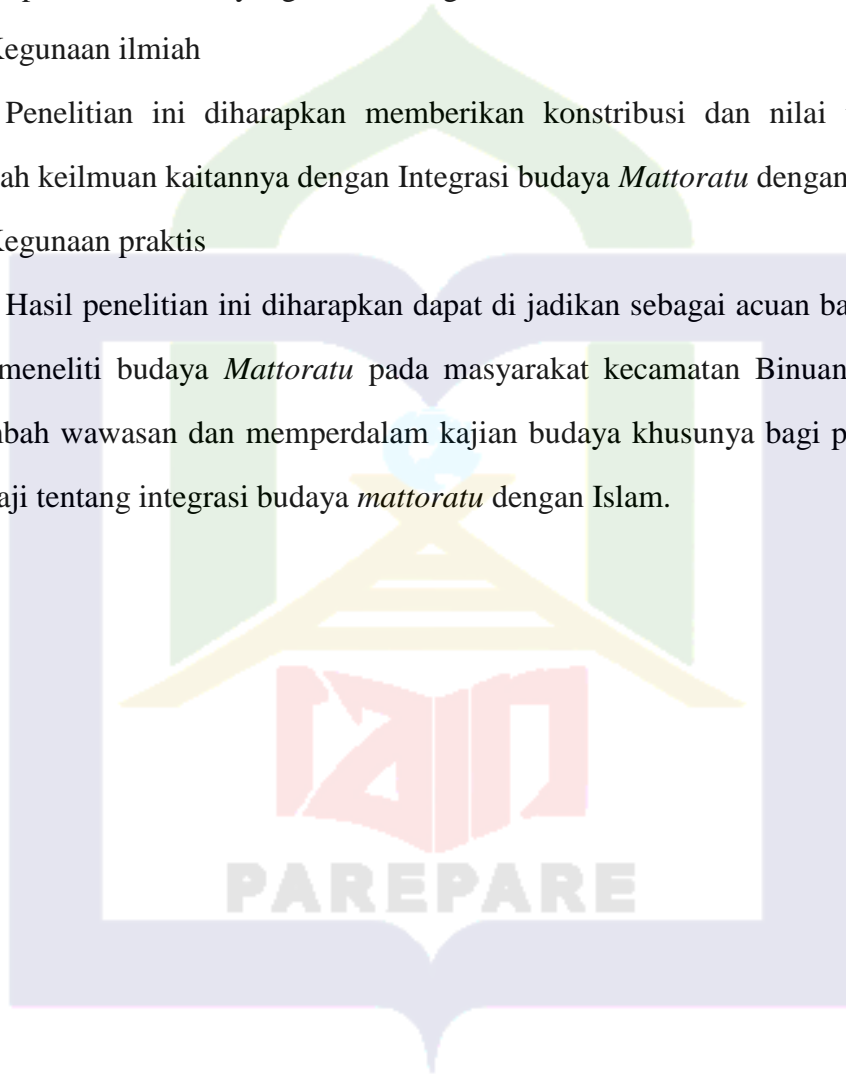 Kegunaan ilmiah
Penelitian ini diharapkan memberikan konstribusi dan nilai
ah keilmuan kaitannya dengan Integrasi budaya Mattoratu dengan
Kegunaan praktis
Hasil penelitian ini diharapkan dapat di jadikan sebagai acuan ba
meneliti budaya Mattoratu pada masyarakat kecamatan Binuan
bah wawasan dan memperdalam kajian budaya khusunya bagi p
aji tentang integrasi budaya mattoratu dengan Islam.
iain
PAREPARE